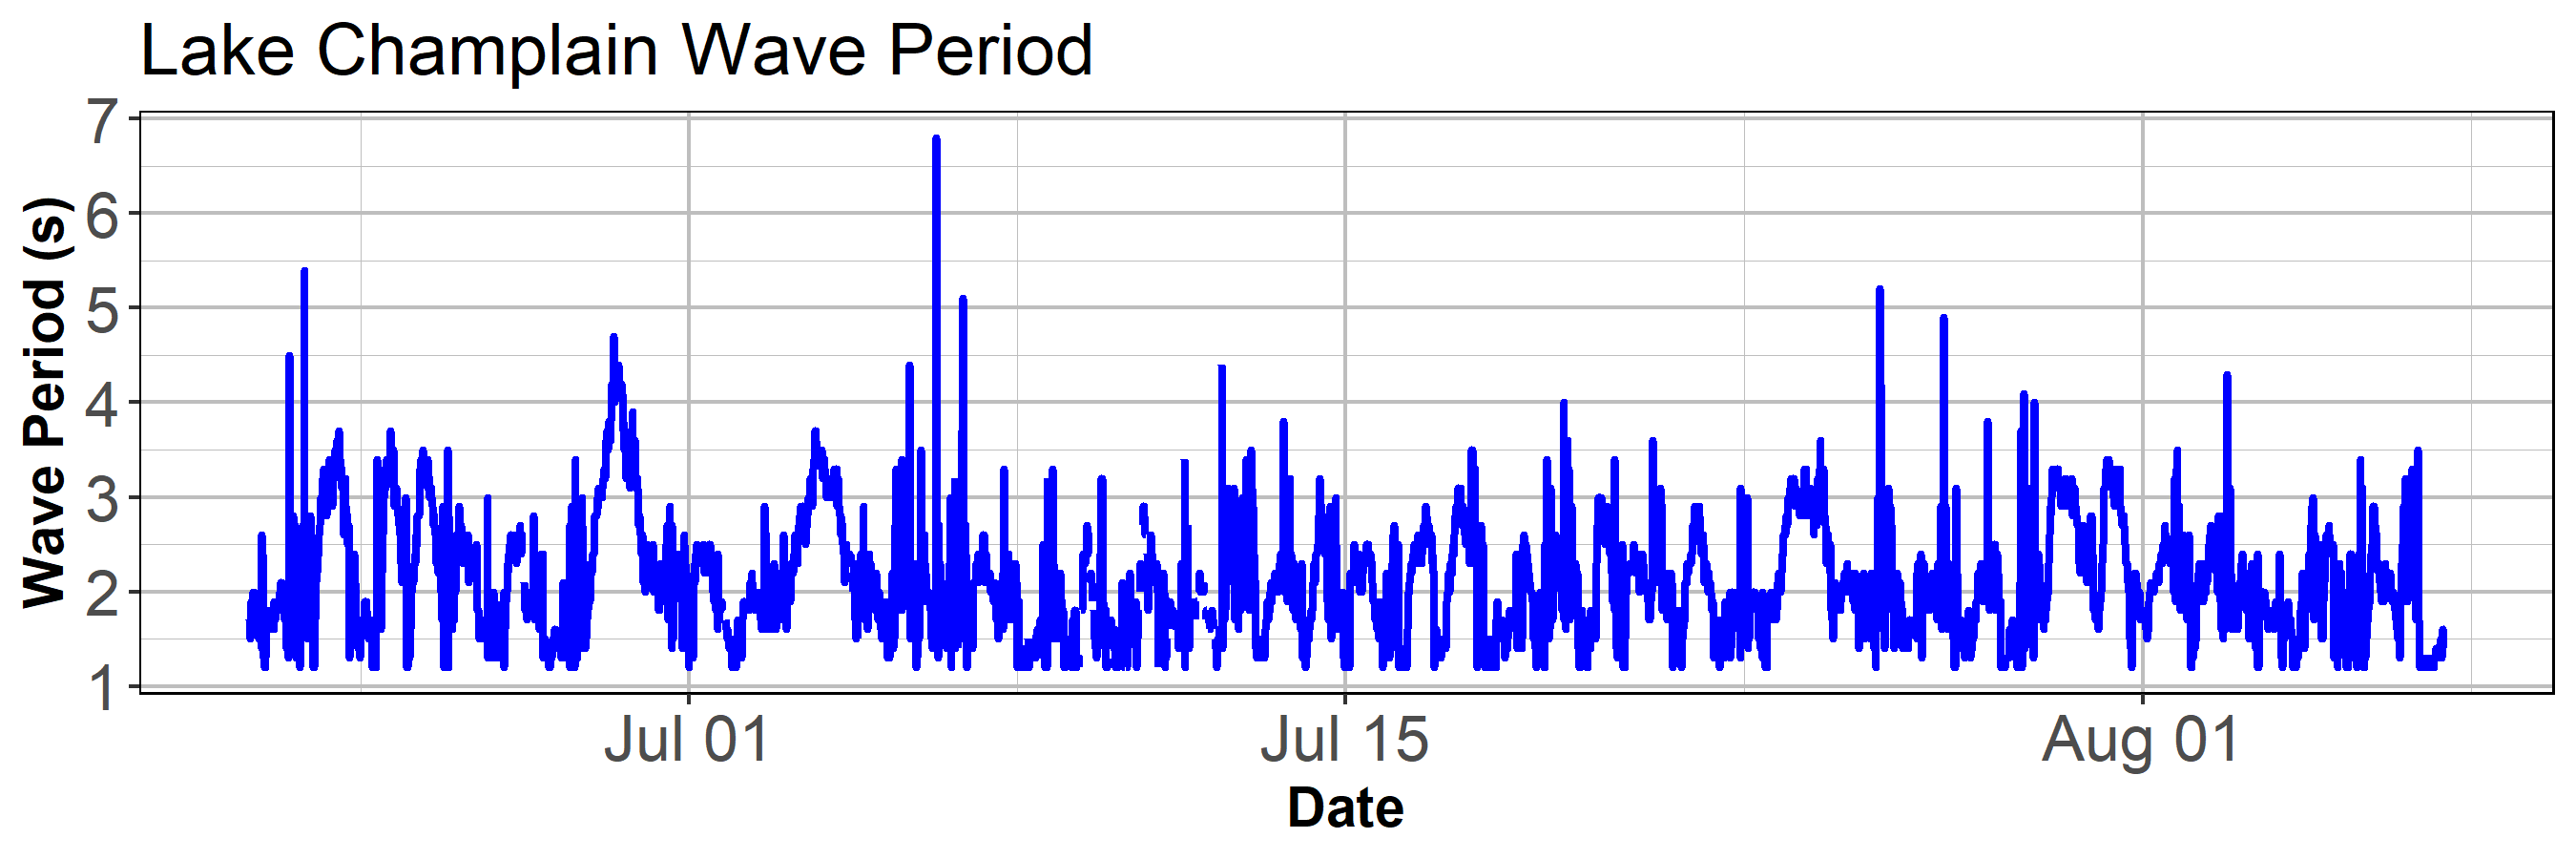 Lake Champlain Wave Period
Wave Period (s)
7
6
5
4
3
2
1
Jul 01
Jul 15
Aug 01
Date